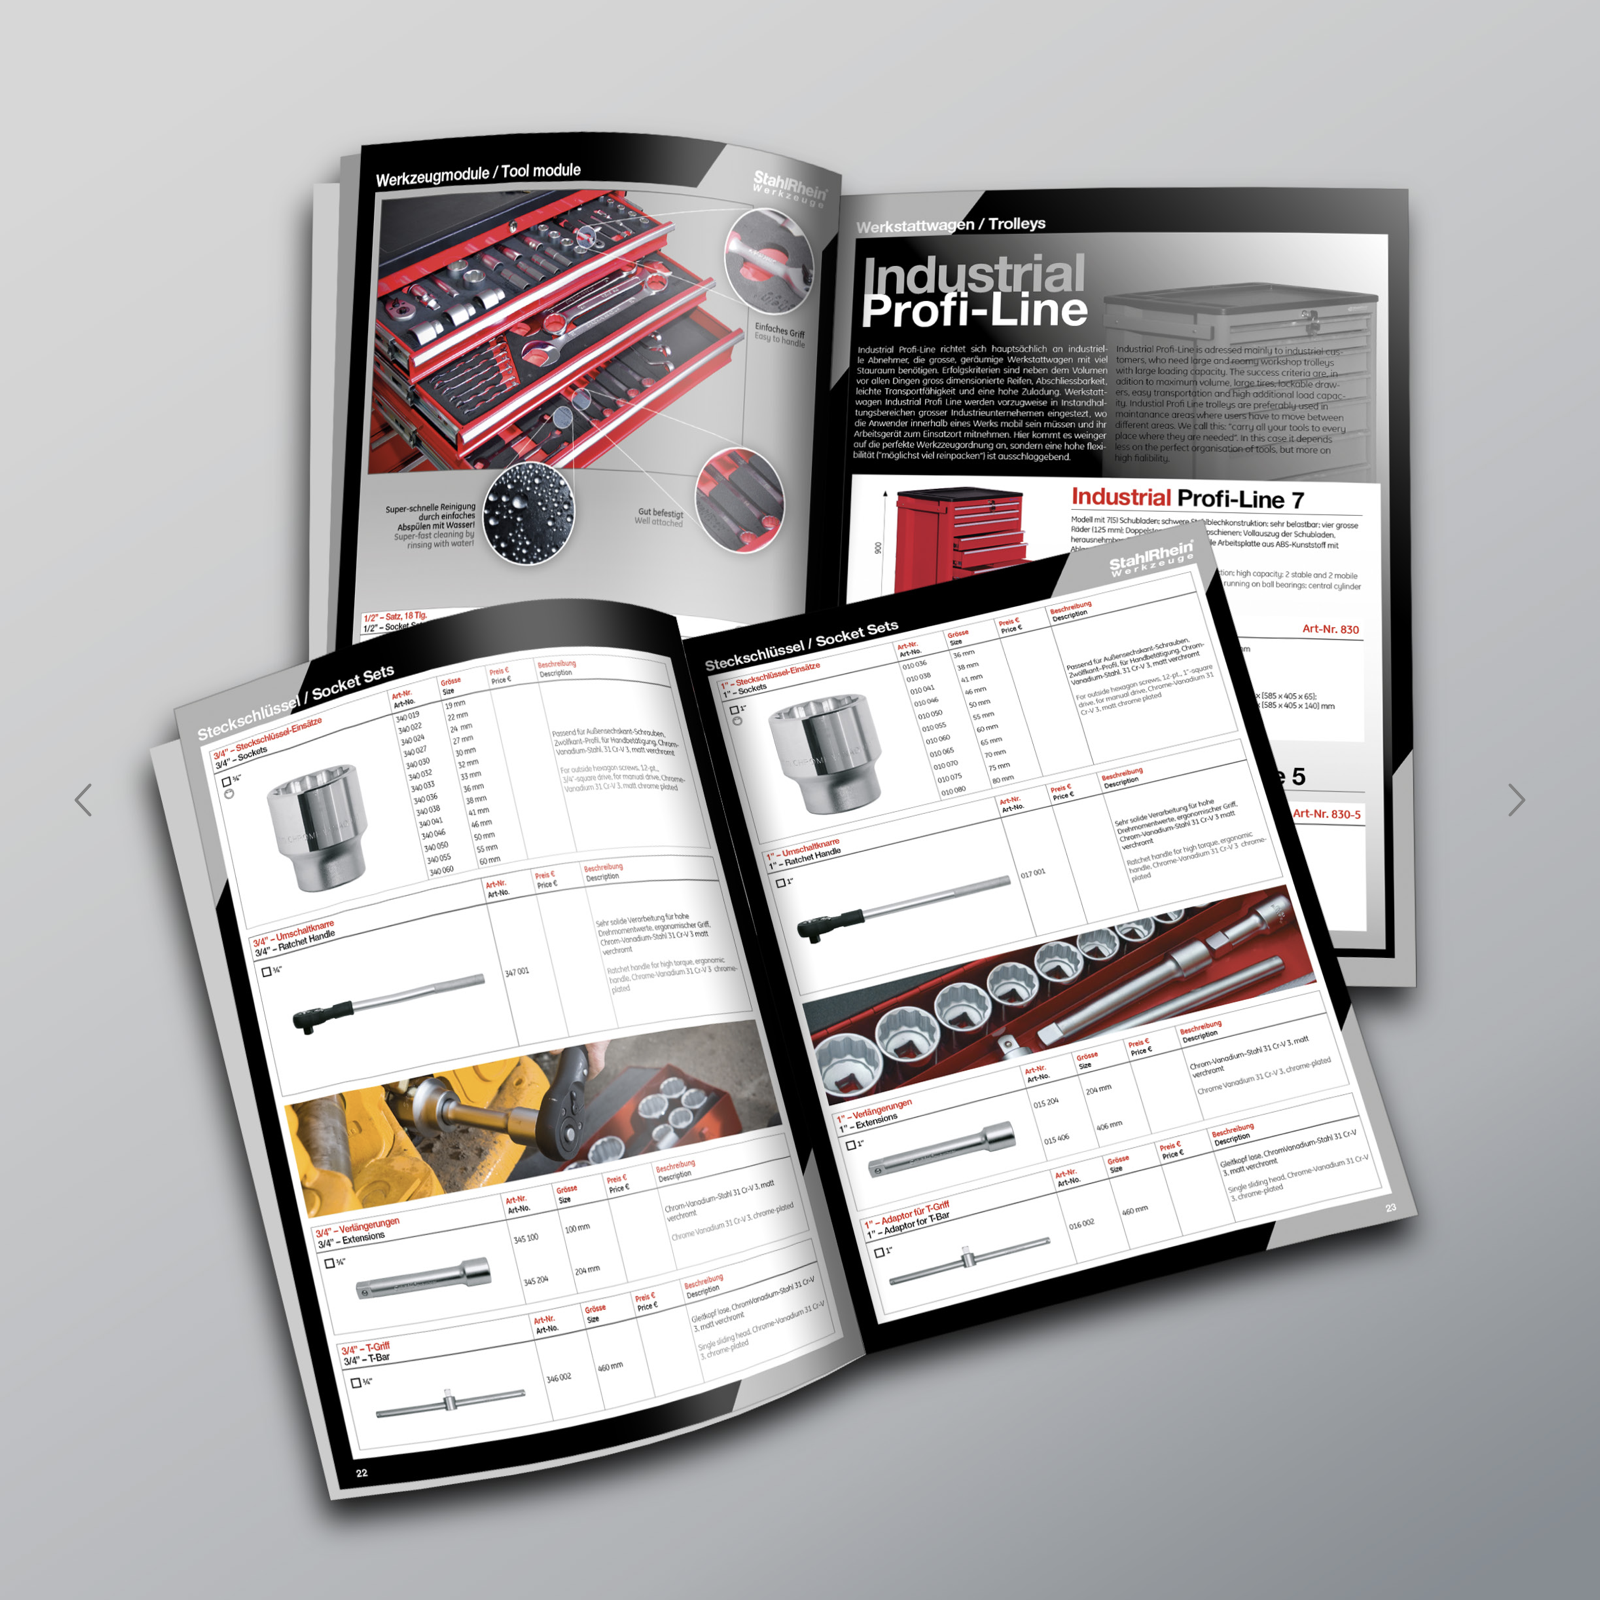 Werkzeugmodule / Tool module
StahlRhein
Werkzeuge
Einfaches Griff
Easy to handle
Super-schnelle Reinigung
durch einfaches
Abspülen mit Wasser!
Super-fast cleaning by
rinsing with water!
Gut befestigt
Well attached
1/2" – Satz, 18 Tlg.
1/2" – Socket
Werkstattwagen / Trolleys
Industrial
Profi-Line
Industrial Profi-Line richtet sich hauptsächlich an industriel-
le Abnehmer, die grosse, geräumige Werkstattwagen mit viel
Stauraum benötigen. Erfolgskriterien sind neben dem Volumen
vor allen Dingen gross dimensionierte Reifen, Abschliessbarkeit,
leichte Transportfähigkeit und eine hohe Zuladung. Werkstatt-
wagen Industrial Profi Line werden vorzugweise in Instandhal-
tungsbereichen grosser Industrieunternehemen eingestezt, wo
die Anwender innerhalb eines Werks mobil sein müssen und ihr
Arbeitsgerät zum Einsatzort mitnehmen. Hier kommt es weinger
auf die perfekte Werkzeugordnung an, sondern eine hohe flexi-
bilität ("möglichst viel reinpacken") ist ausschlaggebend.
Industrial Profi-Line is adressed mainly to industrial cus-
tomers, who need large and roomy workshop trolleys
with large loading capacity. The success criteria are, in
adition to maximum volume, large tires, lockable draw-
ers, easy transportation and high additional load capac-
ity. Industial Profi Line trolleys are preferably used in
maintanance areas where users have to move between
different areas. We call this: "carry all your tools to every
place where they are needed". In this case it depends
less on the perfect organisation of tools, but more on
high fialibility.
Industrial Profi-Line 7
900
Modell mit 7(5) Schubladen; schwere Stahlblechkonstruktion; sehr belastbar; vier grosse
Räder (125 mm); schienen; Vollauszug der Schubladen,
herausnehmbare Arbeitsplatte aus ABS-Kunststoff mit
tion; high capacity; 2 stable and 2 mobile
running on ball bearings; central cylinder
Art-Nr. 830
mm
x [585 x 405 x 65];
x [585 x 405 x 140] mm
e 5
Art-Nr. 830-5
Steckschlüssel / Socket Sets
3/4" – Steckschlüssel-Einsätze
3/4" – Sockets
¾"
Art-Nr. Grösse Preis € Beschreibung
Art-No. Size Price € Description
340 019 19 mm
340 022 22 mm
340 024 24 mm
340 027 27 mm
340 030 30 mm
340 032 32 mm
340 033 33 mm
340 036 36 mm
340 038 38 mm
340 041 41 mm
340 046 46 mm
340 050 50 mm
340 055 55 mm
340 060 60 mm
Passend für Außensechskant-Schrauben,
Zwölfkant-Profil, für Handbetätigung, Chrom-
Vanadium-Stahl, 31 Cr-V 3, matt verchromt
For outside hexagon screws, 12-pt.,
3/4"-square drive, for manual drive, Chrome-
Vanadium 31 Cr-V 3, matt chrome plated
3/4" – Umschaltknarre
3/4" – Ratchet Handle
¾"
Art-Nr. Preis € Beschreibung
Art-No. Price € Description
347 001
Sehr solide Verarbeitung für hohe
Drehmomentwerte, ergonomischer Griff,
Chrom-Vanadium-Stahl 31 Cr-V 3 matt
verchromt
Ratchet handle for high torque, ergonomic
handle, Chrome-Vanadium 31 Cr-V 3 chrome-
plated
3/4" – Verlängerungen
3/4" – Extensions
¾"
Art-Nr. Grösse Preis € Beschreibung
Art-No. Size Price € Description
345 100 100 mm
345 204 204 mm
Chrom-Vanadium-Stahl 31 Cr-V 3, matt
verchromt
Chrome Vanadium 31 Cr-V 3, chrome-plated
3/4" – T-Griff
3/4" – T-Bar
¾"
Art-Nr. Grösse Preis € Beschreibung
Art-No. Size Price € Description
346 002 460 mm
Gleitkopf lose, ChromVanadium-Stahl 31 Cr-V
3, matt verchromt
Single sliding head, Chrome-Vanadium 31 Cr-V
3, chrome-plated
22
Steckschlüssel / Socket Sets
StahlRhein
Werkzeuge
1" – Steckschlüssel-Einsätze
1" – Sockets
1"
Art-Nr. Grösse Preis € Beschreibung
Art-No. Size Price € Description
010 036 36 mm
010 038 38 mm
010 041 41 mm
010 046 46 mm
010 050 50 mm
010 055 55 mm
010 060 60 mm
010 065 65 mm
010 070 70 mm
010 075 75 mm
010 080 80 mm
Passend für Außensechskant-Schrauben,
Zwölfkant-Profil, für Handbetätigung, Chrom-
Vanadium-Stahl, 31 Cr-V 3, matt verchromt
For outside hexagon screws, 12-pt., 1"-square
drive, for manual drive, Chrome-Vanadium 31
Cr-V 3, matt chrome plated
1" – Umschaltknarre
1" – Ratchet Handle
1"
Art-Nr. Preis € Beschreibung
Art-No. Price € Description
017 001
Sehr solide Verarbeitung für hohe
Drehmomentwerte, ergonomischer Griff,
Chrom-Vanadium-Stahl 31 Cr-V 3 matt
verchromt
Ratchet handle for high torque, ergonomic
handle, Chrome-Vanadium 31 Cr-V 3 chrome-
plated
1" – Verlängerungen
1" – Extensions
1"
Art-Nr. Grösse Preis € Beschreibung
Art-No. Size Price € Description
015 204 204 mm
015 406 406 mm
Chrom-Vanadium-Stahl 31 Cr-V 3, matt
verchromt
Chrome Vanadium 31 Cr-V 3, chrome-plated
1" – Adaptor für T-Griff
1" – Adaptor for T-Bar
1"
Art-Nr. Grösse Preis € Beschreibung
Art-No. Size Price € Description
016 002 460 mm
Gleitkopf lose, ChromVanadium-Stahl 31 Cr-V
3, matt verchromt
Single sliding head, Chrome-Vanadium 31 Cr-V
3, chrome-plated
23